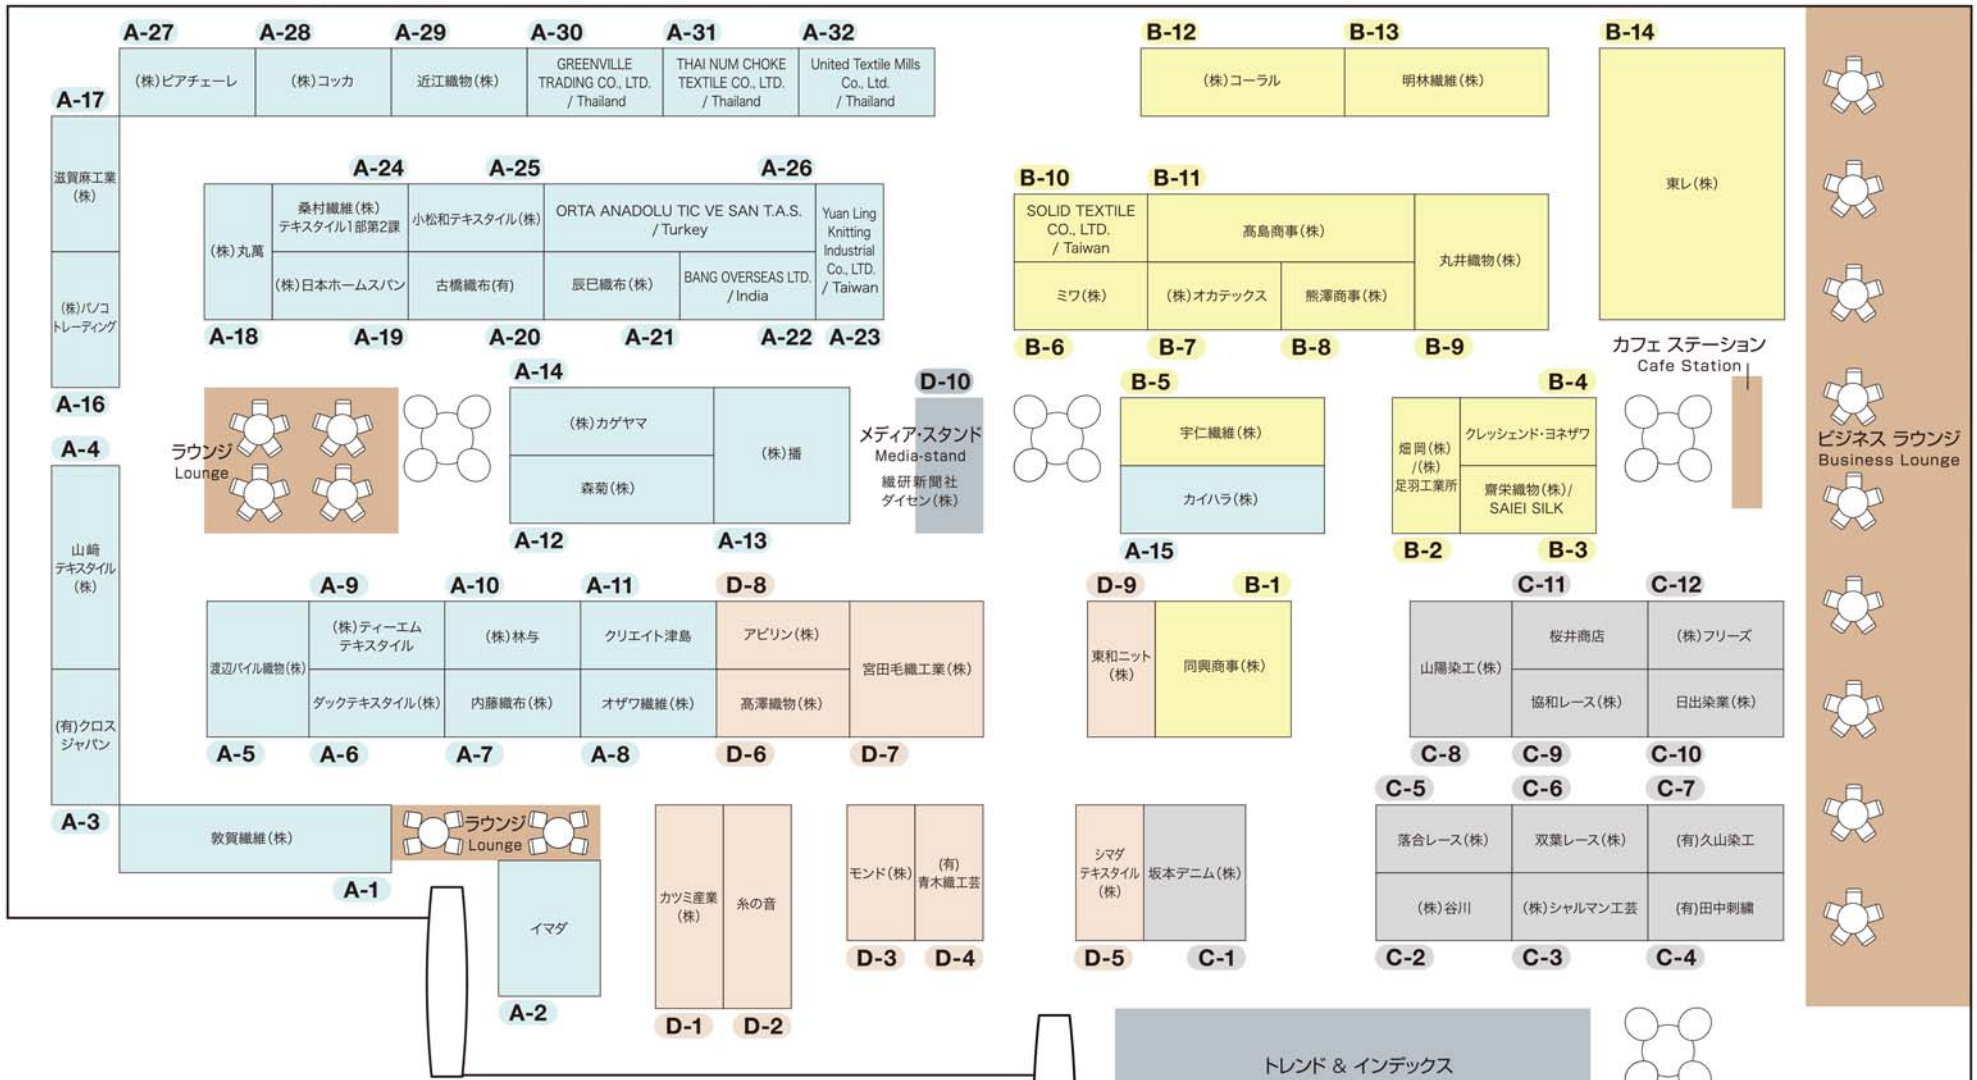 A-27
A-28
A-29
A-30
A-31
A-32
B-12
B-13
B-14
(株)ピアチェーレ
(株)コッカ
近江織物(株)
GREENVILLE
TRADING CO., LTD.
/ Thailand
THAI NUM CHOKE
TEXTILE CO., LTD.
/ Thailand
United Textile Mills
Co., Ltd.
/ Thailand
(株)コーラル
明林繊維(株)
東レ(株)
A-17
滋賀麻工業
(株)
(株)パノコ
トレーディング
A-16
A-24
A-25
A-26
(株)丸萬
桑村繊維(株)
テキスタイル1部第2課
小松和テキスタイル(株)
ORTA ANADOLU TIC VE SAN T.A.S.
/ Turkey
Yuan Ling
Knitting
Industrial
Co., LTD.
/ Taiwan
(株)日本ホームスパン
古橋織布(有)
辰巳織布(株)
BANG OVERSEAS LTD.
/ India
A-18
A-19
A-20
A-21
A-22
A-23
B-10
B-11
SOLID TEXTILE
CO., LTD.
/ Taiwan
髙島商事(株)
丸井織物(株)
ミワ(株)
(株)オカテックス
熊澤商事(株)
B-6
B-7
B-8
B-9
カフェ ステーション
Cafe Station
A-4
山﨑
テキスタイル
(株)
(有)クロス
ジャパン
A-3
ラウンジ
Lounge
A-14
(株)カゲヤマ
森菊(株)
(株)播
A-12
A-13
D-10
メディア・スタンド
Media-stand
繊研新聞社
ダイセン(株)
B-5
宇仁繊維(株)
カイハラ(株)
A-15
B-4
畑岡(株)
/(株)
足羽工業所
クレッシェンド・ヨネザワ
齋栄織物(株)/
SAIEI SILK
B-2
B-3
ビジネス ラウンジ
Business Lounge
A-9
A-10
A-11
D-8
渡辺パイル織物(株)
(株)ティーエム
テキスタイル
(株)林与
クリエイト津島
アビリン(株)
宮田毛織工業(株)
ダックテキスタイル(株)
内藤織布(株)
オザワ繊維(株)
髙澤織物(株)
A-5
A-6
A-7
A-8
D-6
D-7
D-9
B-1
東和ニット
(株)
同興商事(株)
C-11
C-12
山陽染工(株)
桜井商店
(株)フリーズ
協和レース(株)
日出染業(株)
C-8
C-9
C-10
敦賀繊維(株)
A-1
ラウンジ
Lounge
イマダ
A-2
カツミ産業
(株)
糸の音
D-1
D-2
モンド(株)
(有)
青木織工芸
D-3
D-4
シマダ
テキスタイル
(株)
坂本デニム(株)
D-5
C-1
C-5
C-6
C-7
落合レース(株)
双葉レース(株)
(有)久山染工
(株)谷川
(株)シャルマン工芸
(有)田中刺繍
C-2
C-3
C-4
トレンド & インデックス